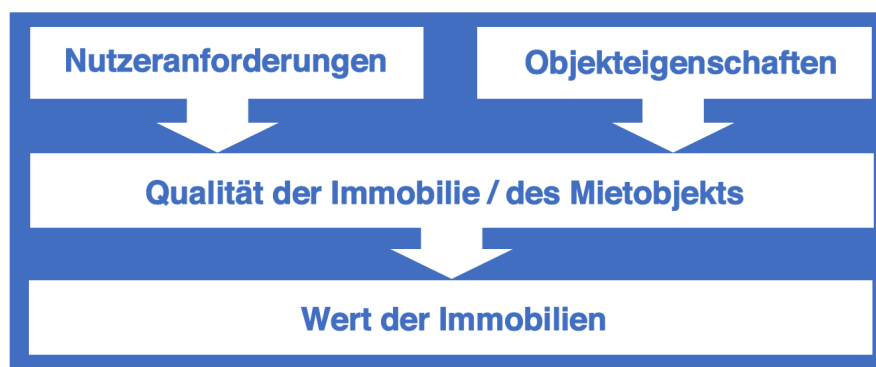 Nutzeranforderungen
Objekteigenschaften
Qualität der Immobilie / des Mietobjekts
Wert der Immobilien